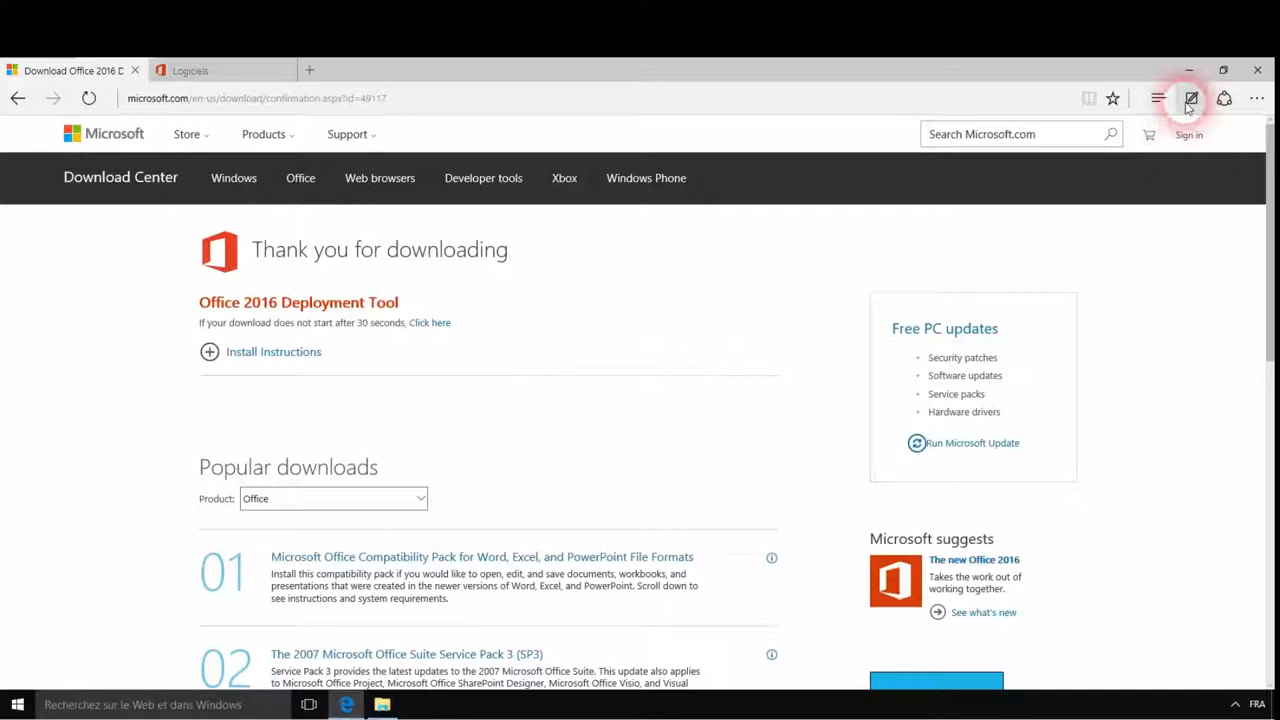 Download Office 2016 D
Logiciels
microsoft.com/en-us/download/confirmation.aspx?id=49117
Microsoft
Store
Products
Support
Search Microsoft.com
Sign in
Download Center
Windows
Office
Web browsers
Developer tools
Xbox
Windows Phone
Thank you for downloading
Office 2016 Deployment Tool
If your download does not start after 30 seconds, Click here
Install Instructions
Free PC updates
Security patches
Software updates
Service packs
Hardware drivers
Run Microsoft Update
Popular downloads
Product: Office
01
Microsoft Office Compatibility Pack for Word, Excel, and PowerPoint File Formats
Install this compatibility pack if you would like to open, edit, and save documents, workbooks, and
presentations that were created in the newer versions of Word, Excel, and PowerPoint. Scroll down to
see instructions and system requirements.
02
The 2007 Microsoft Office Suite Service Pack 3 (SP3)
Service Pack 3 provides the latest updates to the 2007 Microsoft Office Suite. This update also applies
to Microsoft Office Project, Microsoft Office SharePoint Designer, Microsoft Office Visio, and Visual
Microsoft suggests
The new Office 2016
Takes the work out of
working together.
See what's new
Recherchez sur le Web et dans Windows
FRA